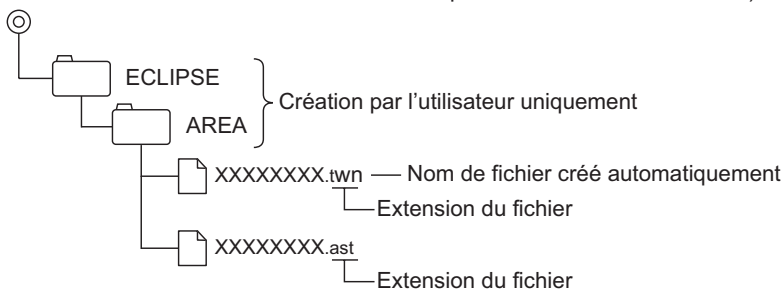 ECLIPSE
Création par l'utilisateur uniquement
AREA
XXXXXXXX.twn — Nom de fichier créé automatiquement
Extension du fichier
XXXXXXXX.ast
Extension du fichier